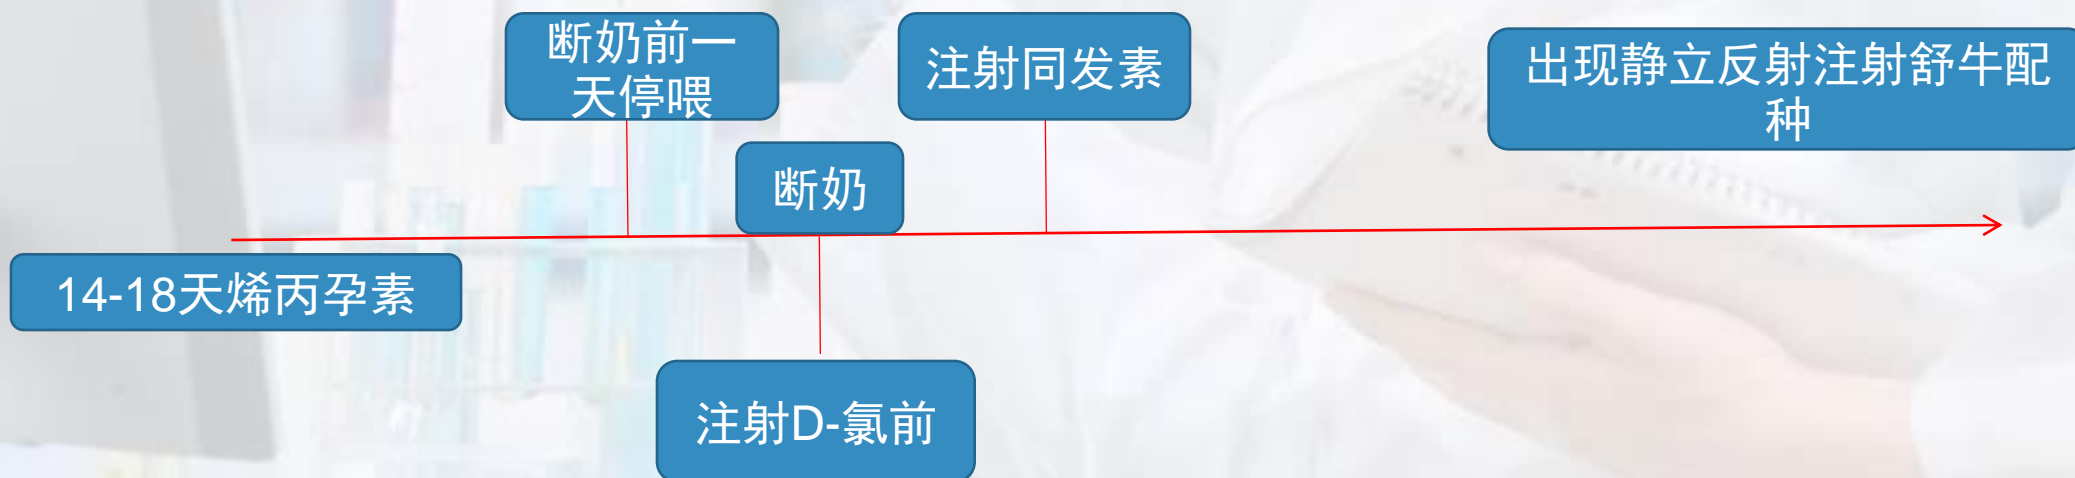 断奶前一
天停喂
注射同发素
出现静立反射注射舒牛配
种
断奶
14-18天烯丙孕素
注射D-氯前